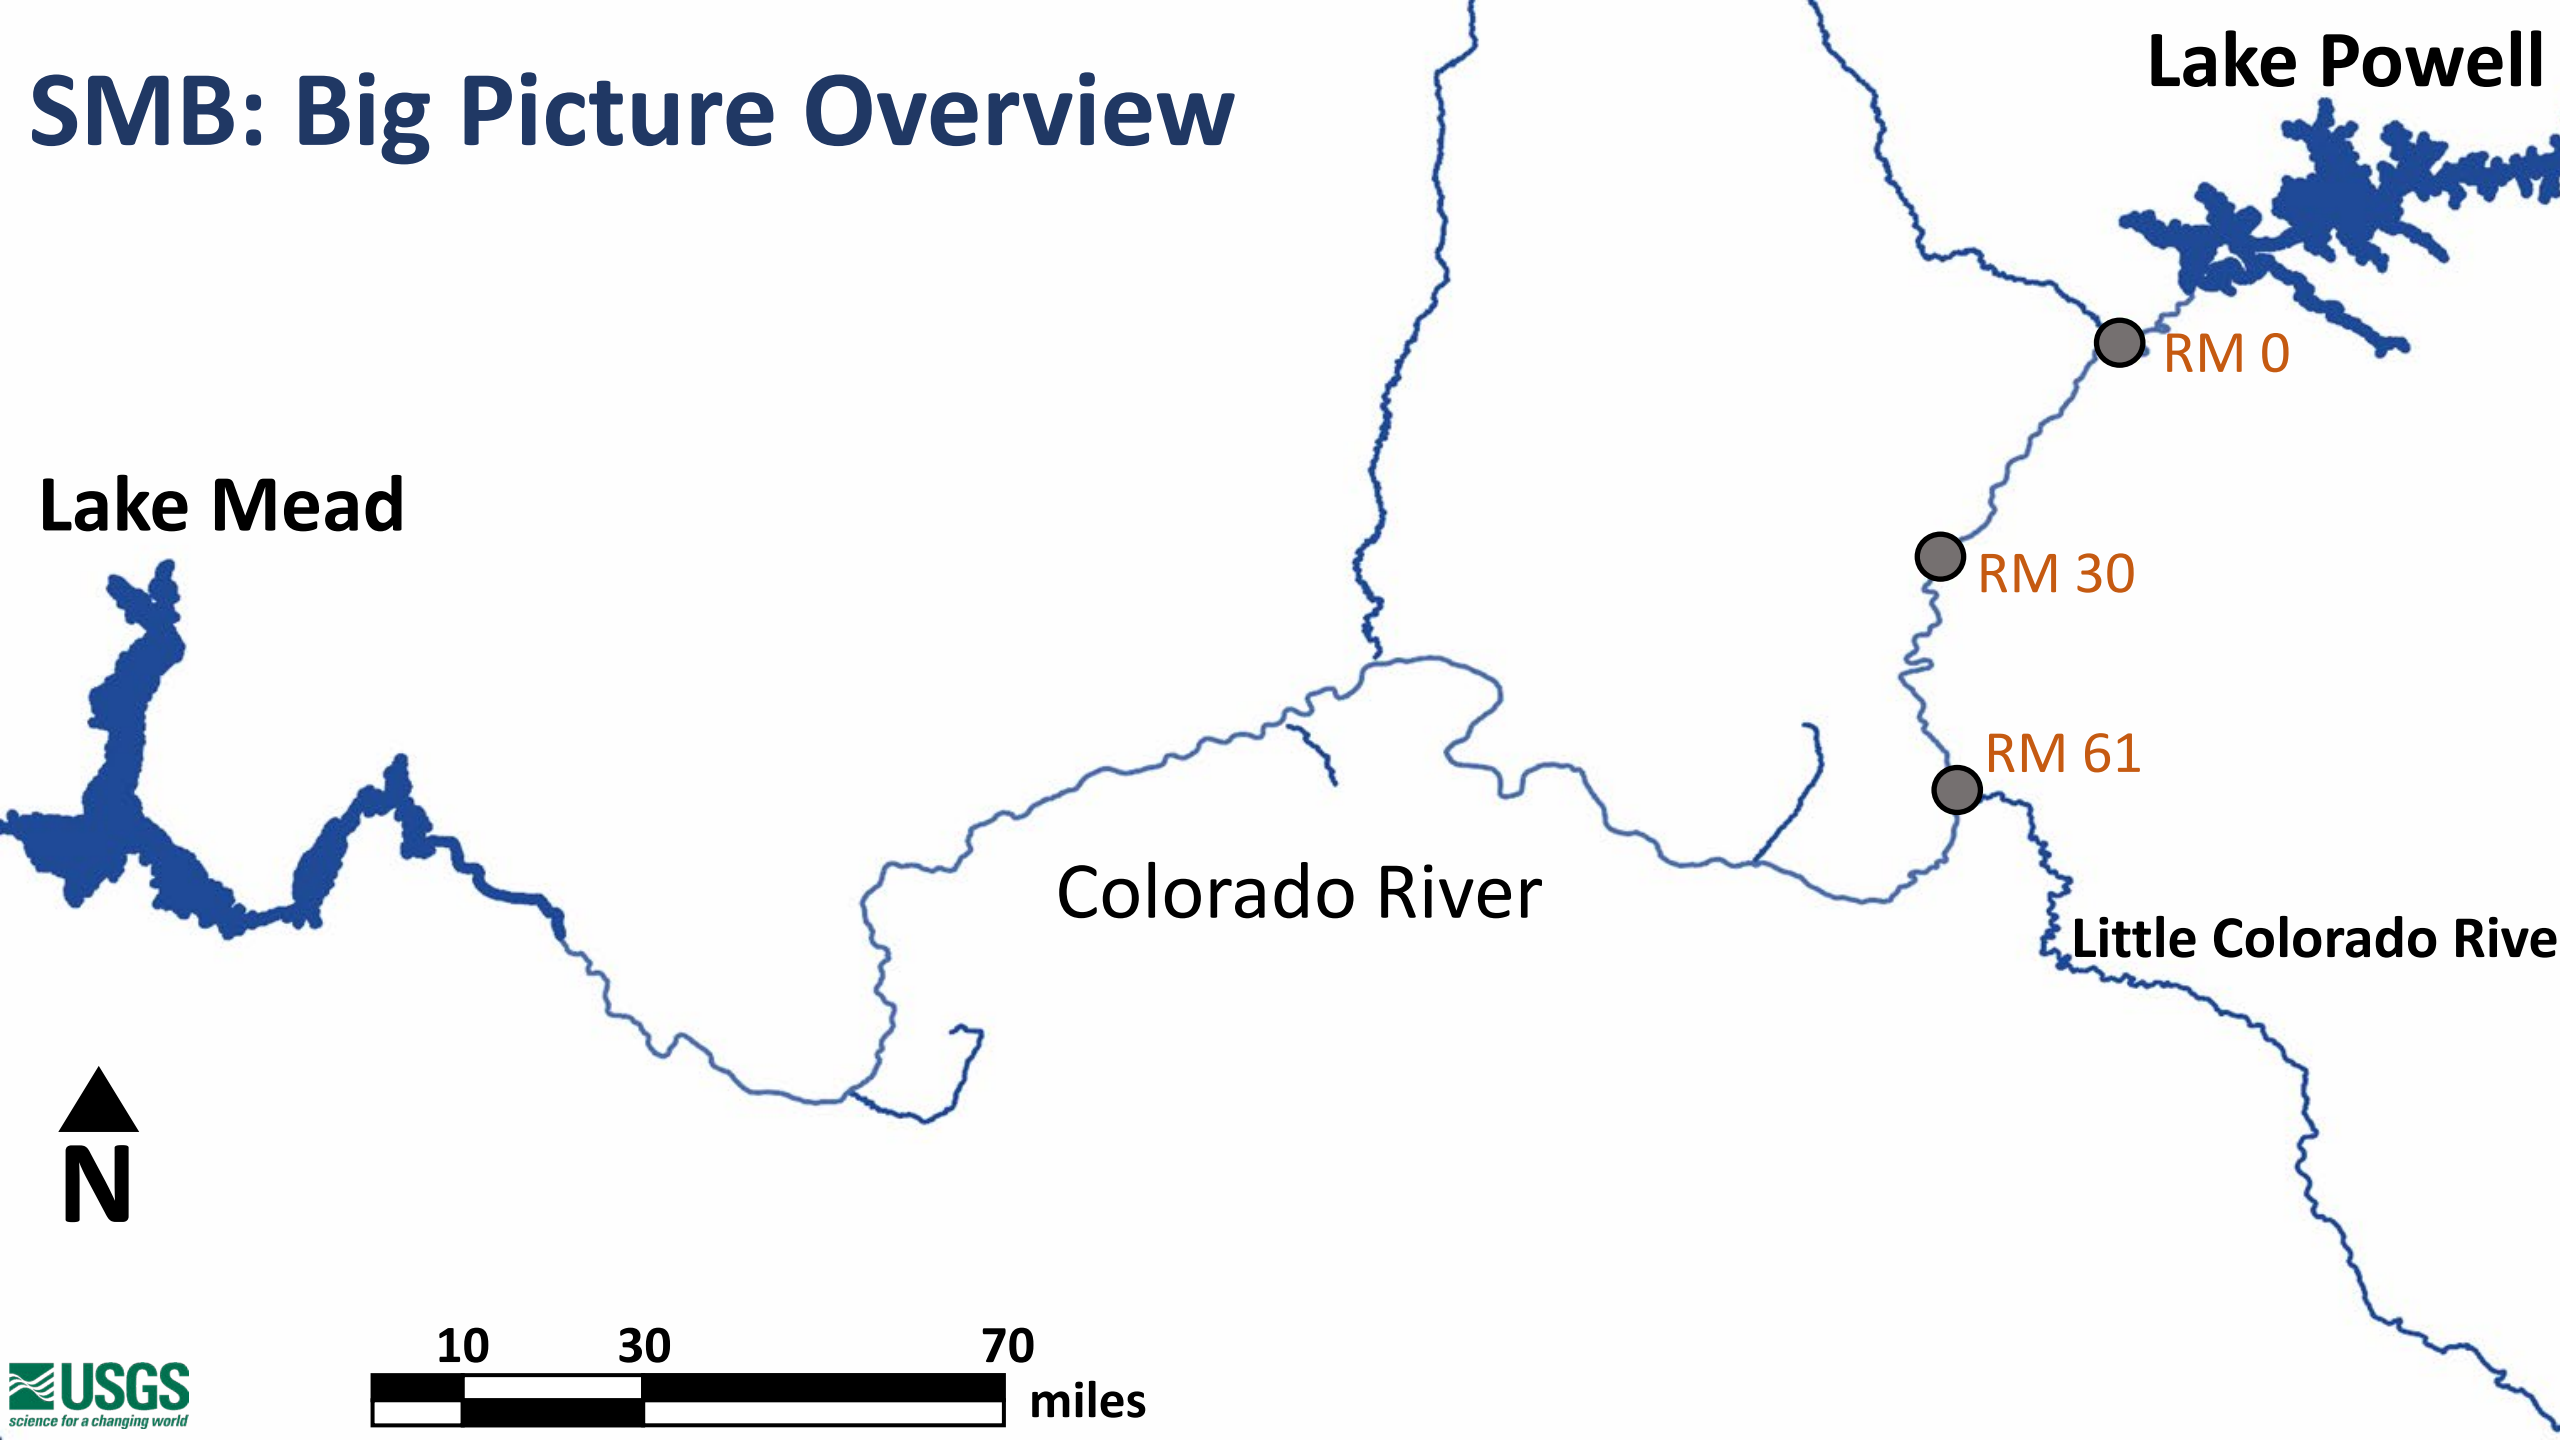 SMB: Big Picture Overview
Lake Powell
RM 0
Lake Mead
RM 30
RM 61
Colorado River
Little Colorado Rive
N
10 30 70
miles
USGS
science for a changing world